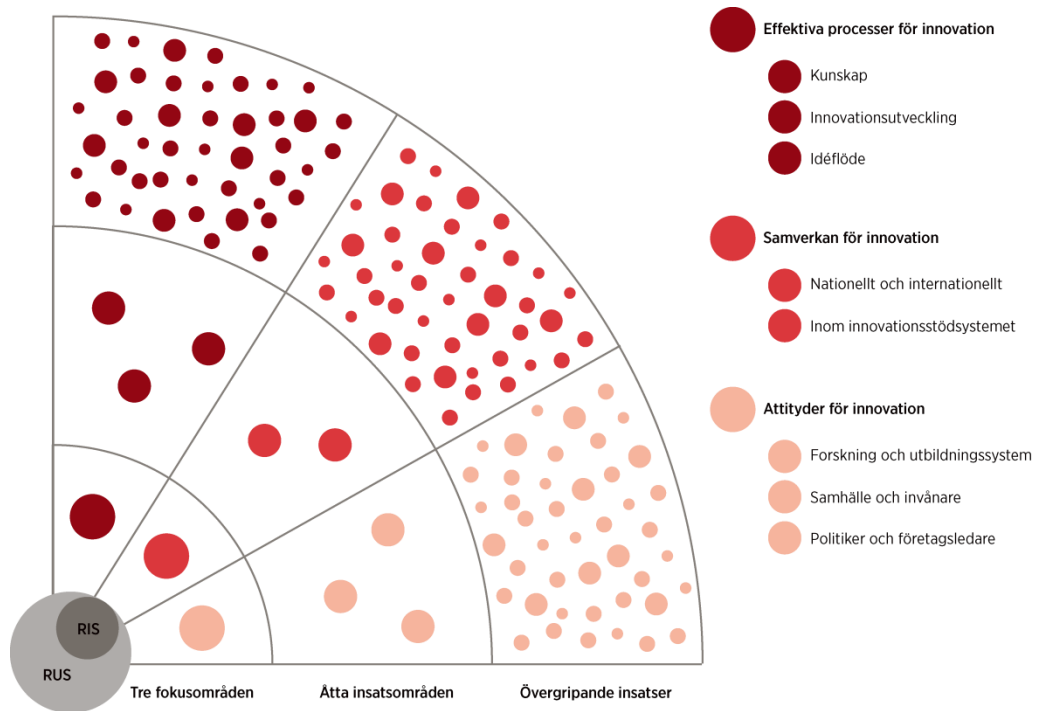 Effektiva processer för innovation
Kunskap
Innovationsutveckling
Idéflöde
Samverkan för innovation
Nationellt och internationellt
Inom innovationsstödsystemet
Attityder för innovation
Forskning och utbildningssystem
Samhälle och invånare
Politiker och företagsledare
RIS
RUS
Tre fokusområden
Åtta insatsområden
Övergripande insatser